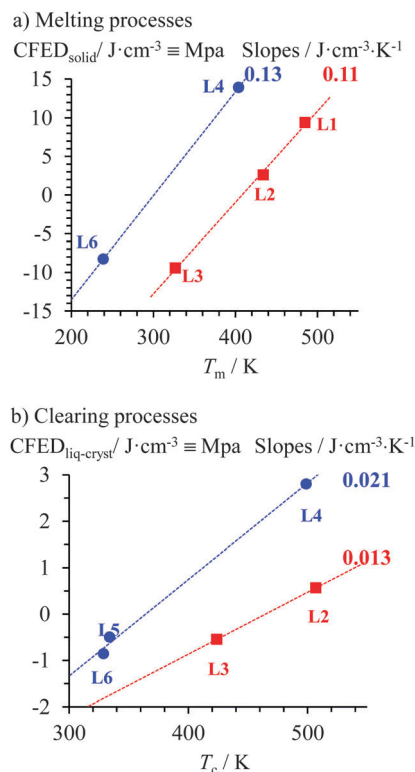 a) Melting processes
CFEDsolid/ J·cm-3 ≡ Mpa Slopes / J·cm-3·K-1
15
10
5
0
-5
-10
-15
L4
0.13
0.11
L1
L2
L6
L3
200 300 400 500
Tm / K
b) Clearing processes
CFEDliq-cryst/ J·cm-3 ≡ Mpa Slopes / J·cm-3·K-1
3
2
1
0
-1
-2
0.021
L4
0.013
L5
L2
L6
L3
300 400 500
Tc / K